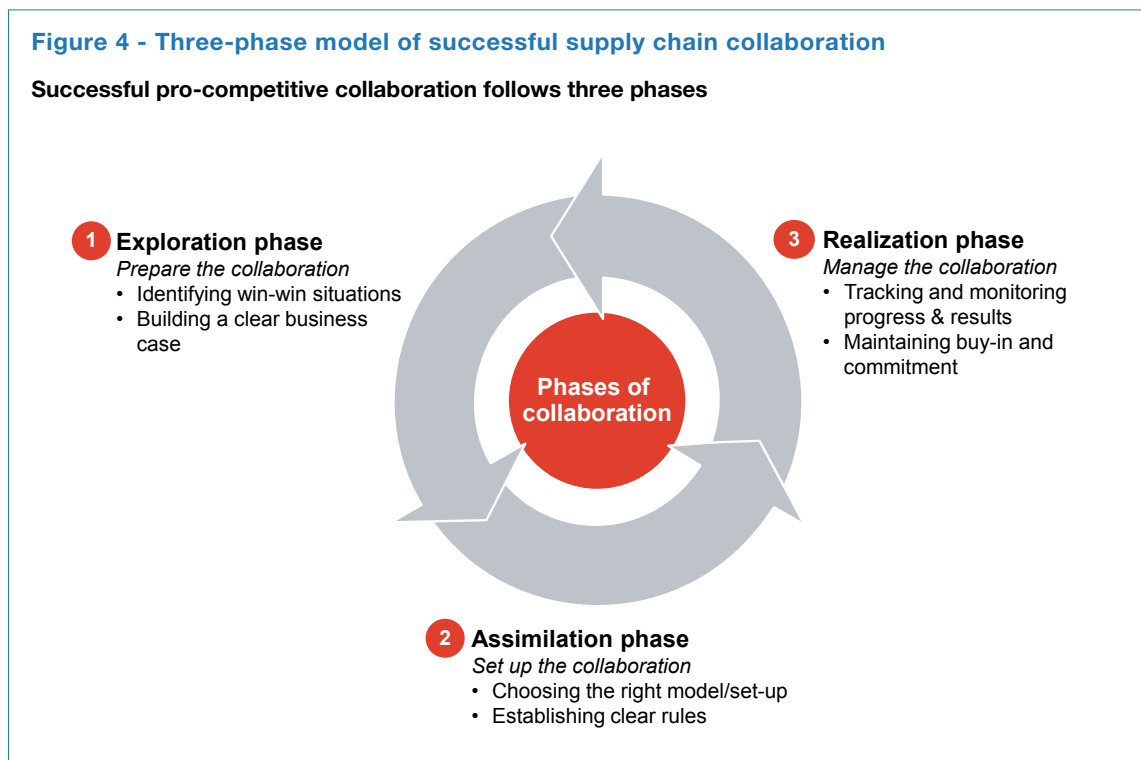 Figure 4 - Three-phase model of successful supply chain collaboration
Successful pro-competitive collaboration follows three phases
1 Exploration phase
Prepare the collaboration
• Identifying win-win situations
• Building a clear business
case
3 Realization phase
Manage the collaboration
• Tracking and monitoring
progress & results
• Maintaining buy-in and
commitment
Phases of
collaboration
2 Assimilation phase
Set up the collaboration
• Choosing the right model/set-up
• Establishing clear rules